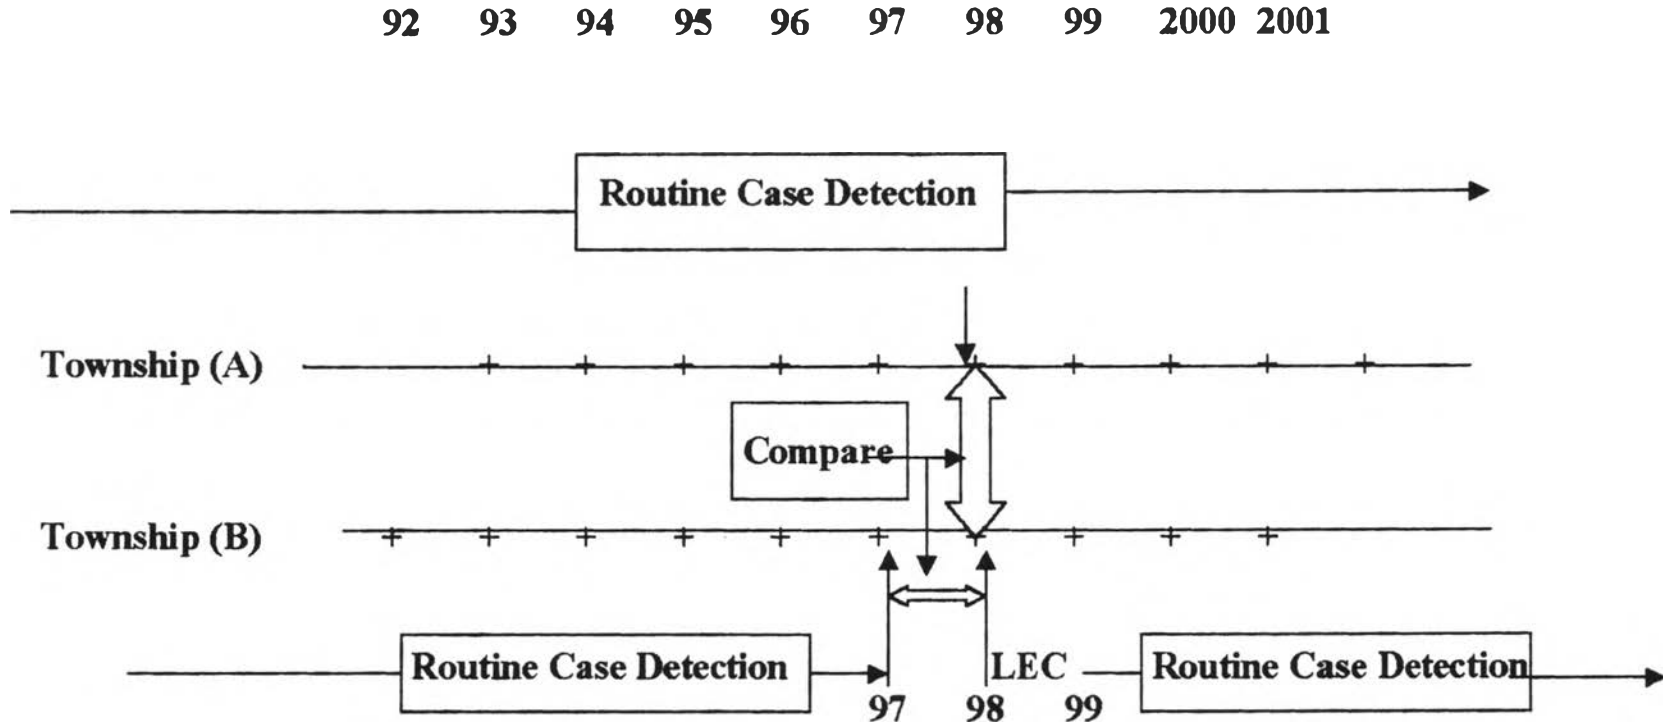 92 93 94 95 96 97 98 99 2000 2001
Routine Case Detection
Township (A)
Compare
Township (B)
Routine Case Detection
LEC
Routine Case Detection
97 98 99